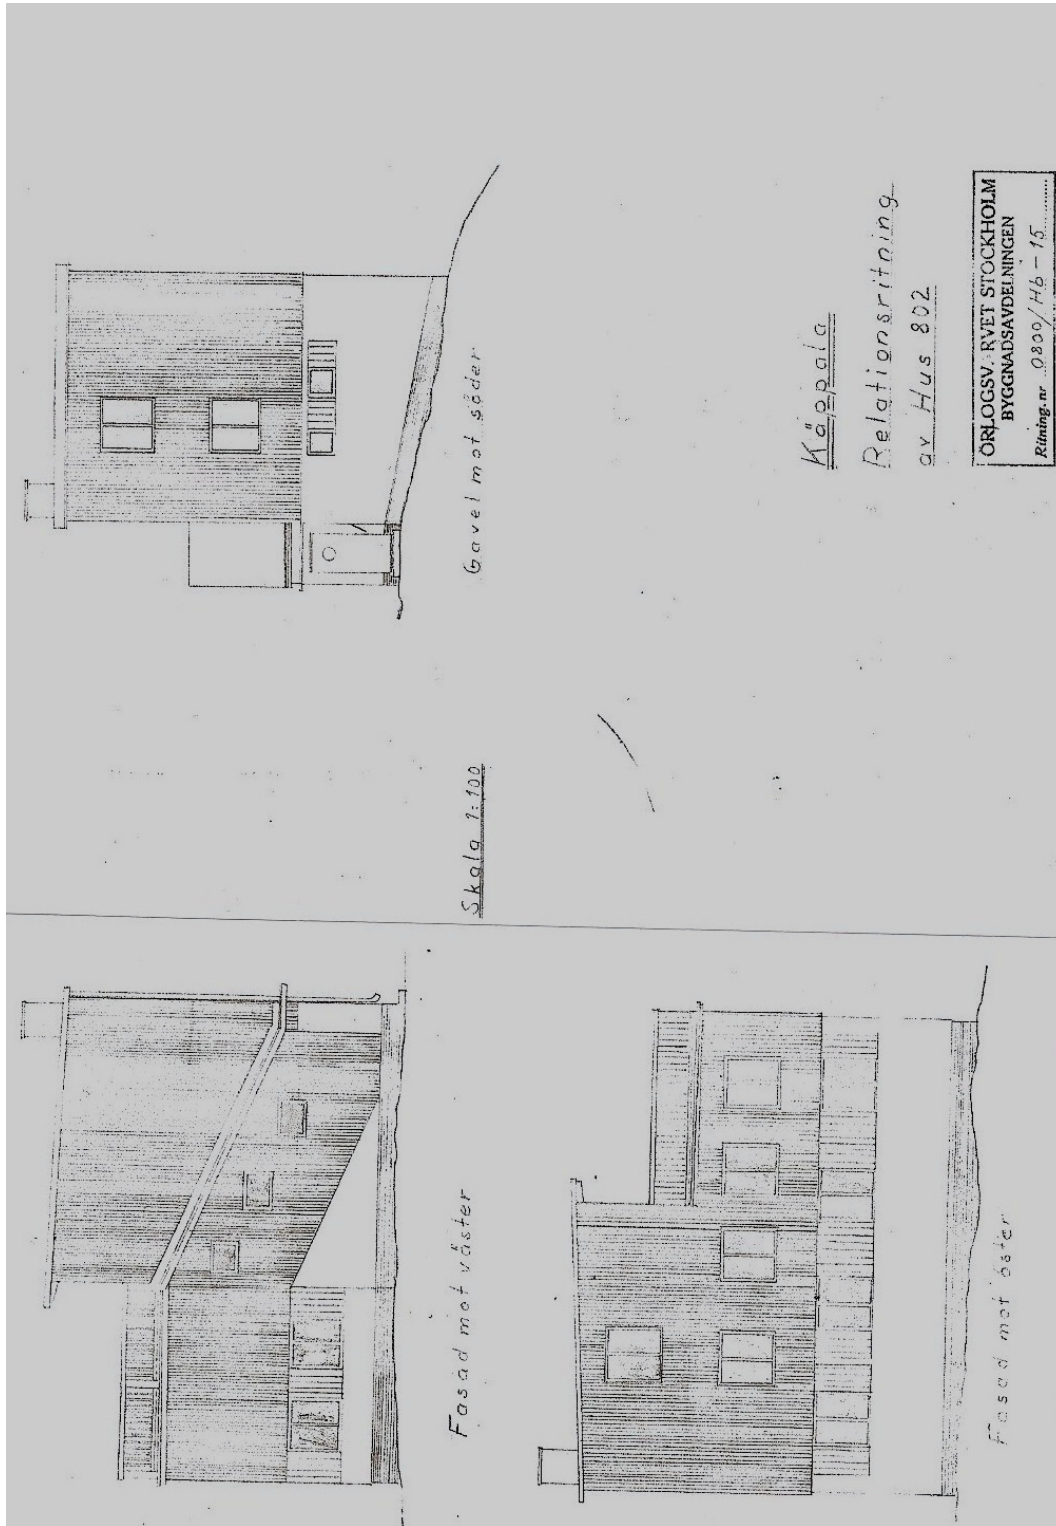 Fasad mot väster
Skala 1:100
Gavel mot söder
Fasad mot öster
Käppala
Relationsritning
av Hus 802
ÖRLOGSV RVET STOCKHOLM
BYGGNADSAVDELNINGEN
Ritning.nr 0800/Hb-15